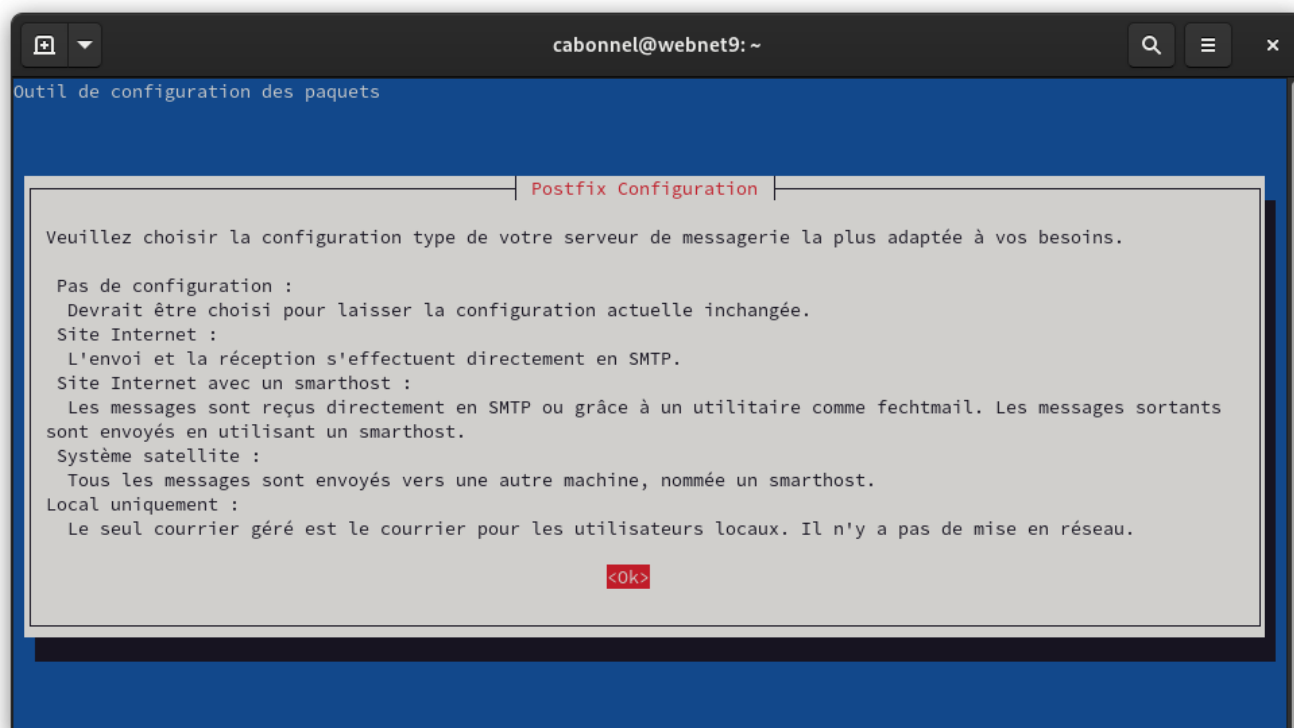 cabonnel@webnet9: ~
Outil de configuration des paquets
Postfix Configuration
Veuillez choisir la configuration type de votre serveur de messagerie la plus adaptée à vos besoins.
Pas de configuration :
Devrait être choisi pour laisser la configuration actuelle inchangée.
Site Internet :
L'envoi et la réception s'effectuent directement en SMTP.
Site Internet avec un smarthost :
Les messages sont reçus directement en SMTP ou grâce à un utilitaire comme fechtmail. Les messages sortants
sont envoyés en utilisant un smarthost.
Système satellite :
Tous les messages sont envoyés vers une autre machine, nommée un smarthost.
Local uniquement :
Le seul courrier géré est le courrier pour les utilisateurs locaux. Il n'y a pas de mise en réseau.
<Ok>